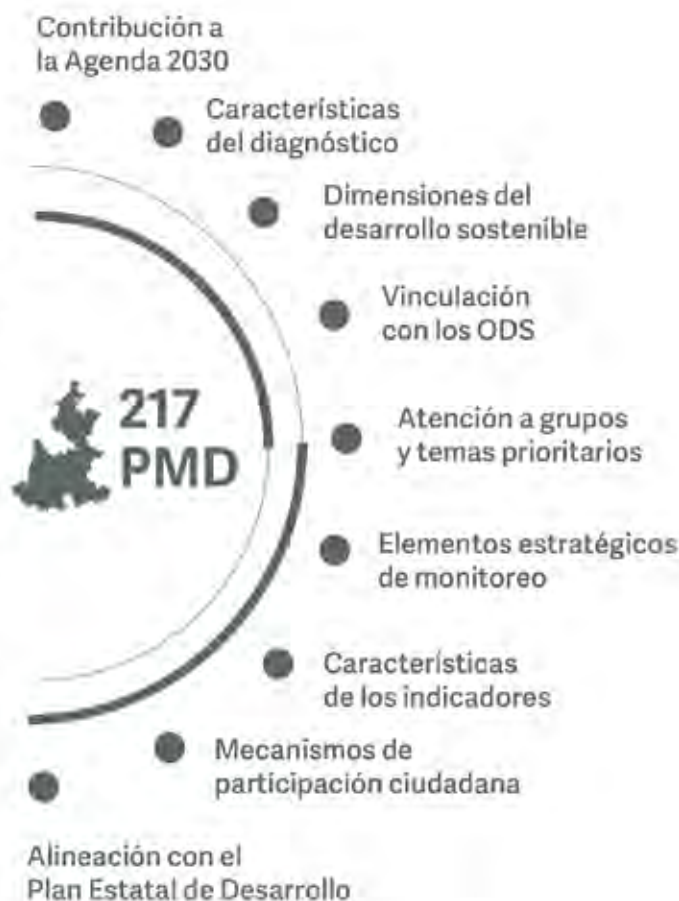 Contribución a
la Agenda 2030
Características
del diagnóstico
Dimensiones del
desarrollo sostenible
Vinculación
con los ODS
217
PMD
Atención a grupos
y temas prioritarios
Elementos estratégicos
de monitoreo
Características
de los indicadores
Mecanismos de
participación ciudadana
Alineación con el
Plan Estatal de Desarrollo